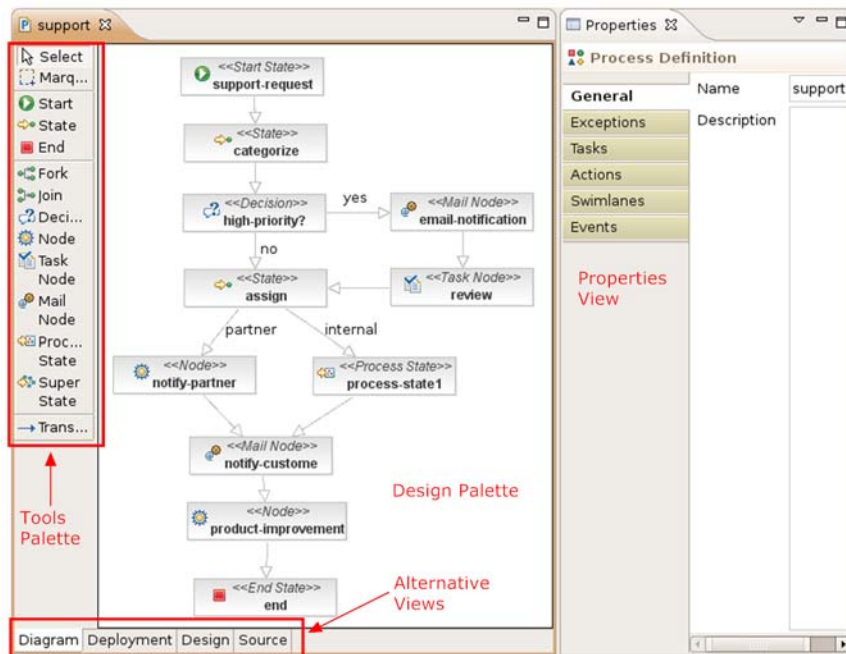 support
Select
Marq...
Start
State
End
Fork
Join
Deci...
Node
Task
Node
Mail
Node
Proc...
State
Super
State
Trans...
Tools
Palette
<<Start State>>
support-request
<<State>>
categorize
<<Decision>>
high-priority?
yes
<<Mail Node>>
email-notification
no
<<State>>
assign
<<Task Node>>
review
partner
internal
<<Node>>
notify-partner
<<Process State>>
process-state1
<<Mail Node>>
notify-custome
Design Palette
<<Node>>
product-improvement
<<End State>>
end
Alternative
Views
Diagram Deployment Design Source
Properties
Process Definition
General
Exceptions
Tasks
Actions
Swimlanes
Events
Name support
Description
Properties
View